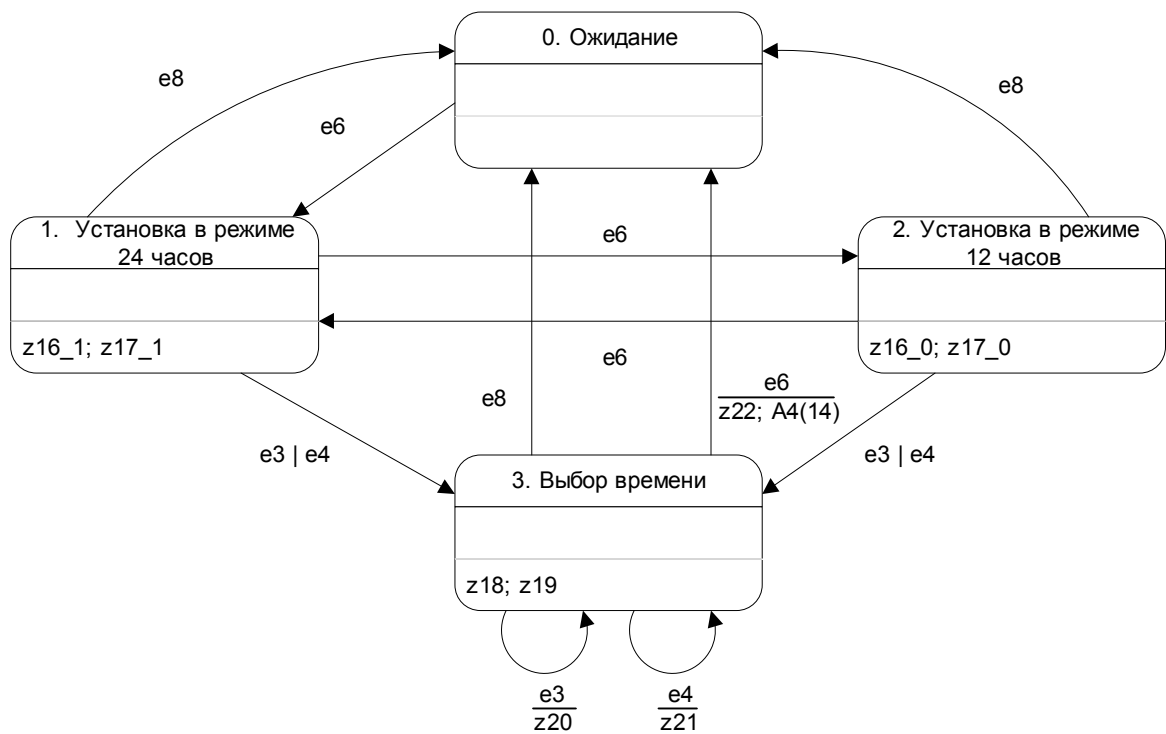 0. Ожидание
e8
e8
e6
1. Установка в режиме
24 часов
e6
2. Установка в режиме
12 часов
z16_1; z17_1
e6
z16_0; z17_0
e8
e6
z22; A4(14)
e3 | e4
e3 | e4
3. Выбор времени
z18; z19
e3
z20
e4
z21